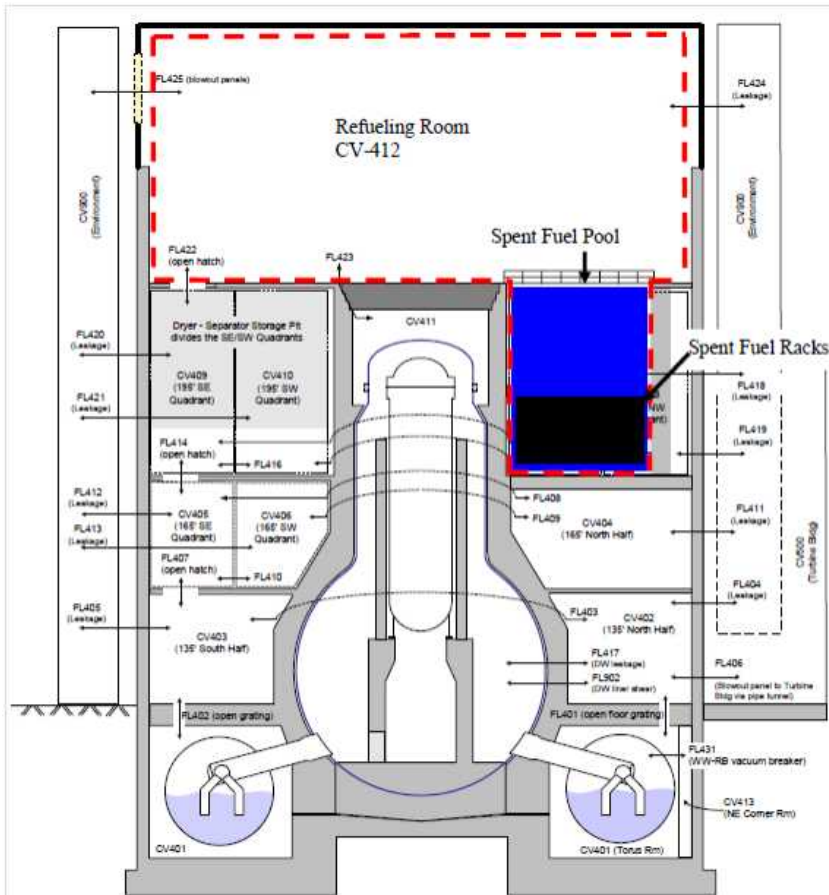 FL425 (blowout panels)
FL424
(Leakage)
Refueling Room
CV-412
CV900
(Environment)
CV900
(Environment)
Spent Fuel Pool
FL422
(open hatch)
FL423
CV411
Dryer - Separator Storage Pit
divides the SE/SW Quadrants
FL420
(Leakage)
Spent Fuel Racks
CV409
(195' SE
Quadrant)
CV410
(195' SW
Quadrant)
FL418
(Leakage)
FL421
(Leakage)
NW
FL419
(Leakage)
FL414
(open hatch)
FL416
FL412
(Leakage)
FL408
FL409
CV405
(165' SE
Quadrant)
CV406
(165' SW
Quadrant)
CV404
(165' North Half)
FL411
(Leakage)
FL413
(Leakage)
CV500
(Turbine Bldg)
FL407
(open hatch)
FL410
FL404
(Leakage)
FL405
(Leakage)
FL403
CV403
(135' South Half)
CV402
(135' North Half)
FL417
(DW leakage)
FL902
(DW liner shear)
FL406
(Blowout panel to Turbine
Bldg via pipe tunnel)
FL402 (open grating)
FL401 (open floor grating)
FL431
(WW-RB vacuum breaker)
CV413
(NE Corner Rm)
CV401
CV401 (Torus Rm)